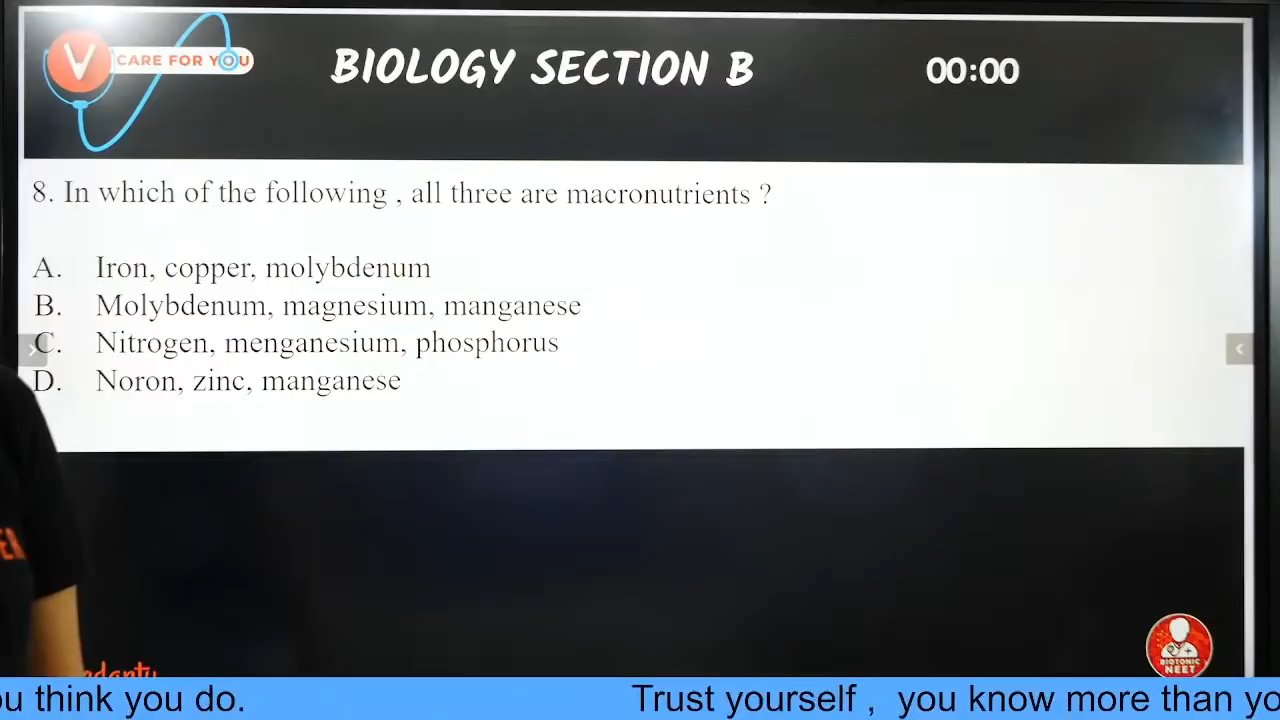 V
CARE FOR YOU
BIOLOGY SECTION B
00:00
8. In which of the following , all three are macronutrients ?
A. Iron, copper, molybdenum
B. Molybdenum, magnesium, manganese
C. Nitrogen, menganesium, phosphorus
D. Noron, zinc, manganese
BIOTONIC
NEET
you think you do.
Trust yourself , you know more than